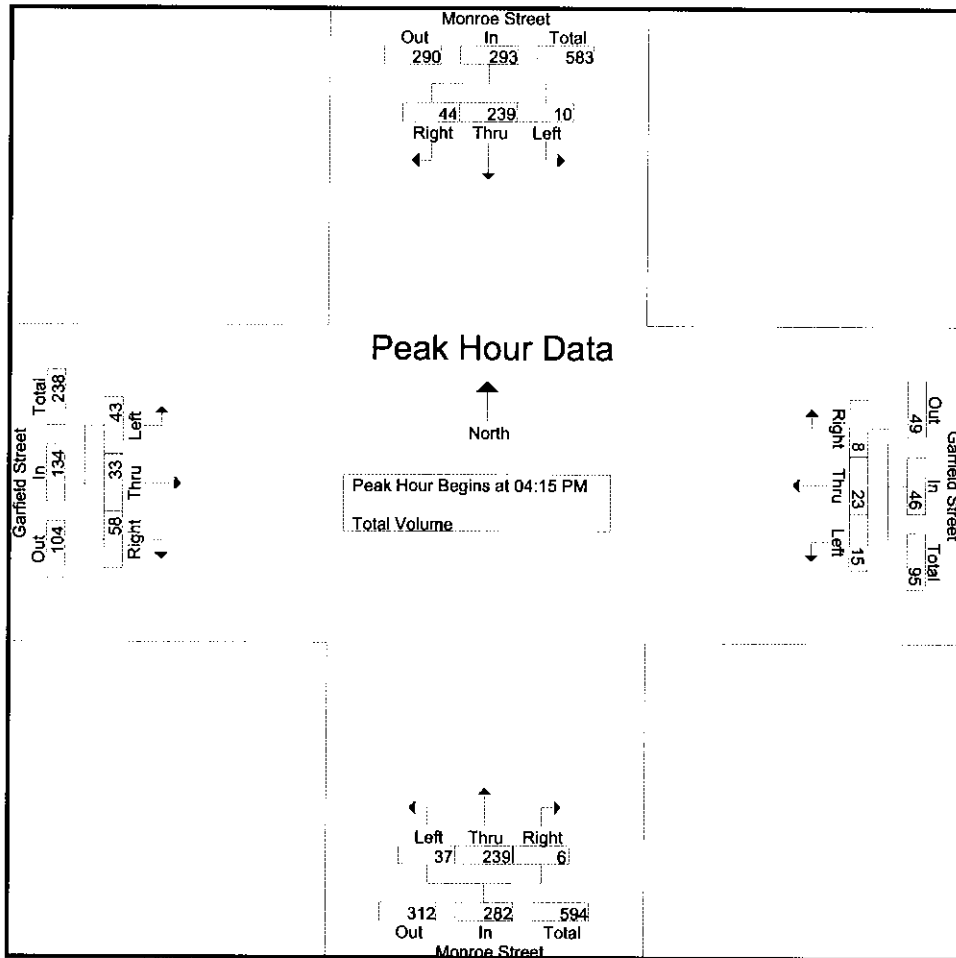 Monroe Street
Out In Total
290 293 583
44 239 10
Right Thru Left
Peak Hour Data
North
Peak Hour Begins at 04:15 PM
Total Volume
Garfield Street
Out In Total
104 134 238
58 33 43
Right Thru Left
Garfield Street
Out In Total
49 46 95
8 23 15
Right Thru Left
Left Thru Right
37 239 6
312 282 594
Out In Total
Monroe Street